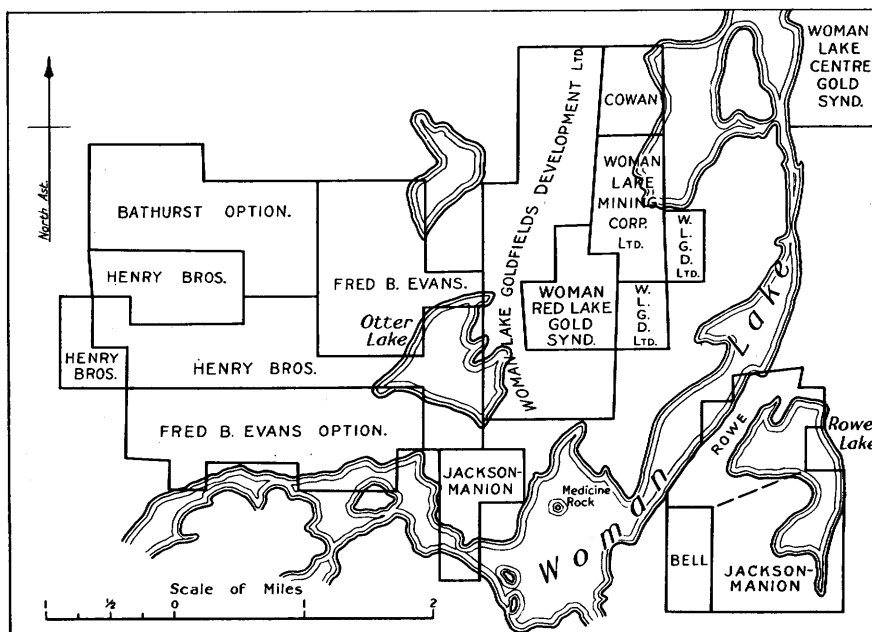 WOMAN
LAKE
CENTRE
GOLD
SYND.
North Ast.
COWAN
WOMAN LAKE GOLDFIELDS DEVELOPMENT LTD.
WOMAN
LAKE
MINING
CORP.
LTD.
BATHURST OPTION.
W.
L.
G.
D.
LTD.
HENRY BROS.
FRED B. EVANS.
WOMAN
RED LAKE
GOLD
SYND.
W.
L.
G.
D.
LTD.
Otter
Lake
HENRY
BROS.
HENRY BROS.
FRED B. EVANS OPTION.
ROWE
Rowe
Lake
JACKSON-
MANION
Medicine
Rock
Woman Lake
BELL
JACKSON-
MANION
Scale of Miles
1 ½ 0 1 2